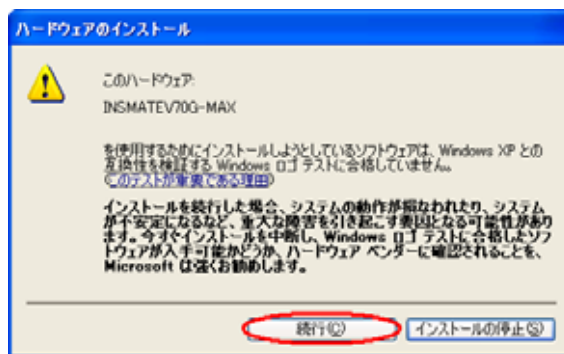 ハードウェアのインストール
このハードウェア:
INSMATEV70G-MAX
を使用するためにインストールしようとしているソフトウェアは、Windows XP との
互換性を検証する Windows ロゴ テストに合格していません。
(このテストが重要である理由)
インストールを続行した場合、システムの動作が損なわれたり、システム
が不安定になるなど、重大な障害を引き起こす要因となる可能性があり
ます。今すぐインストールを中断し、Windows ロゴ テストに合格したソフ
トウェアが入手可能かどうか、ハードウェア ベンダーに確認されることを、
Microsoft は強くお勧めします。
続行(C)
インストールの停止(S)